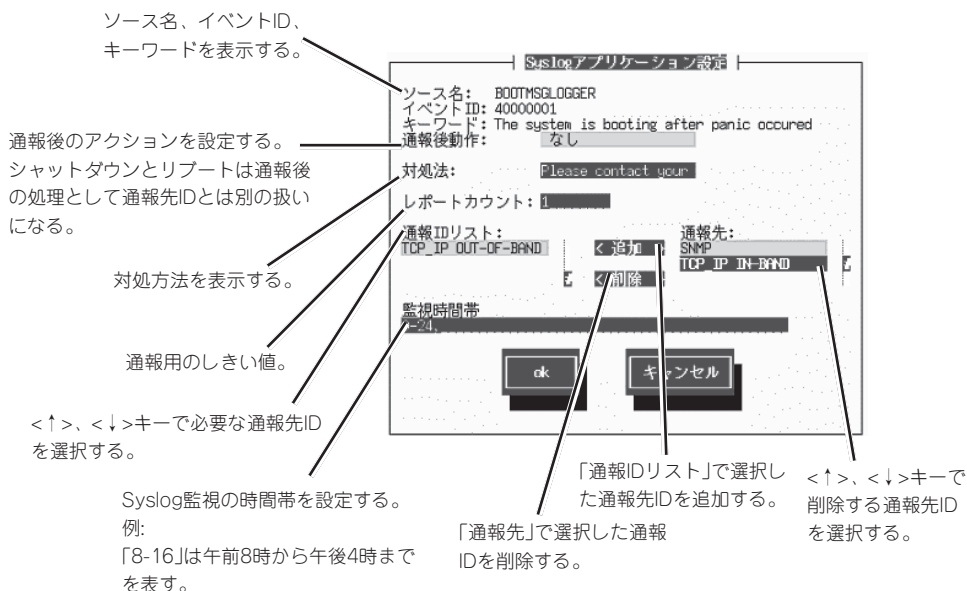 ソース名、イベントID、
キーワードを表示する。
通報後のアクションを設定する。
シャットダウンとリブートは通報後
の処理として通報先IDとは別の扱い
になる。
対処方法を表示する。
通報用のしきい値。
<↑>、<↓>キーで必要な通報先ID
を選択する。
Syslog監視の時間帯を設定する。
例:
「8-16」は午前8時から午後4時まで
を表す。
Syslogアプリケーション設定
ソース名: BOOTMSGLOGGER
イベントID: 40000001
キーワード: The system is booting after panic occured
通報後動作: なし
対処法: Please contact your
レポートカウント: 1
通報IDリスト:
TCP_IP OUT-OF-BAND
< 追加
< 削除
通報先:
SNMP
TCP_IP IN-BAND
監視時間帯
-24,
ok
キャンセル
「通報IDリスト」で選択し
た通報先IDを追加する。
「通報先」で選択した通報
IDを削除する。
<↑>、<↓>キーで
削除する通報先ID
を選択する。